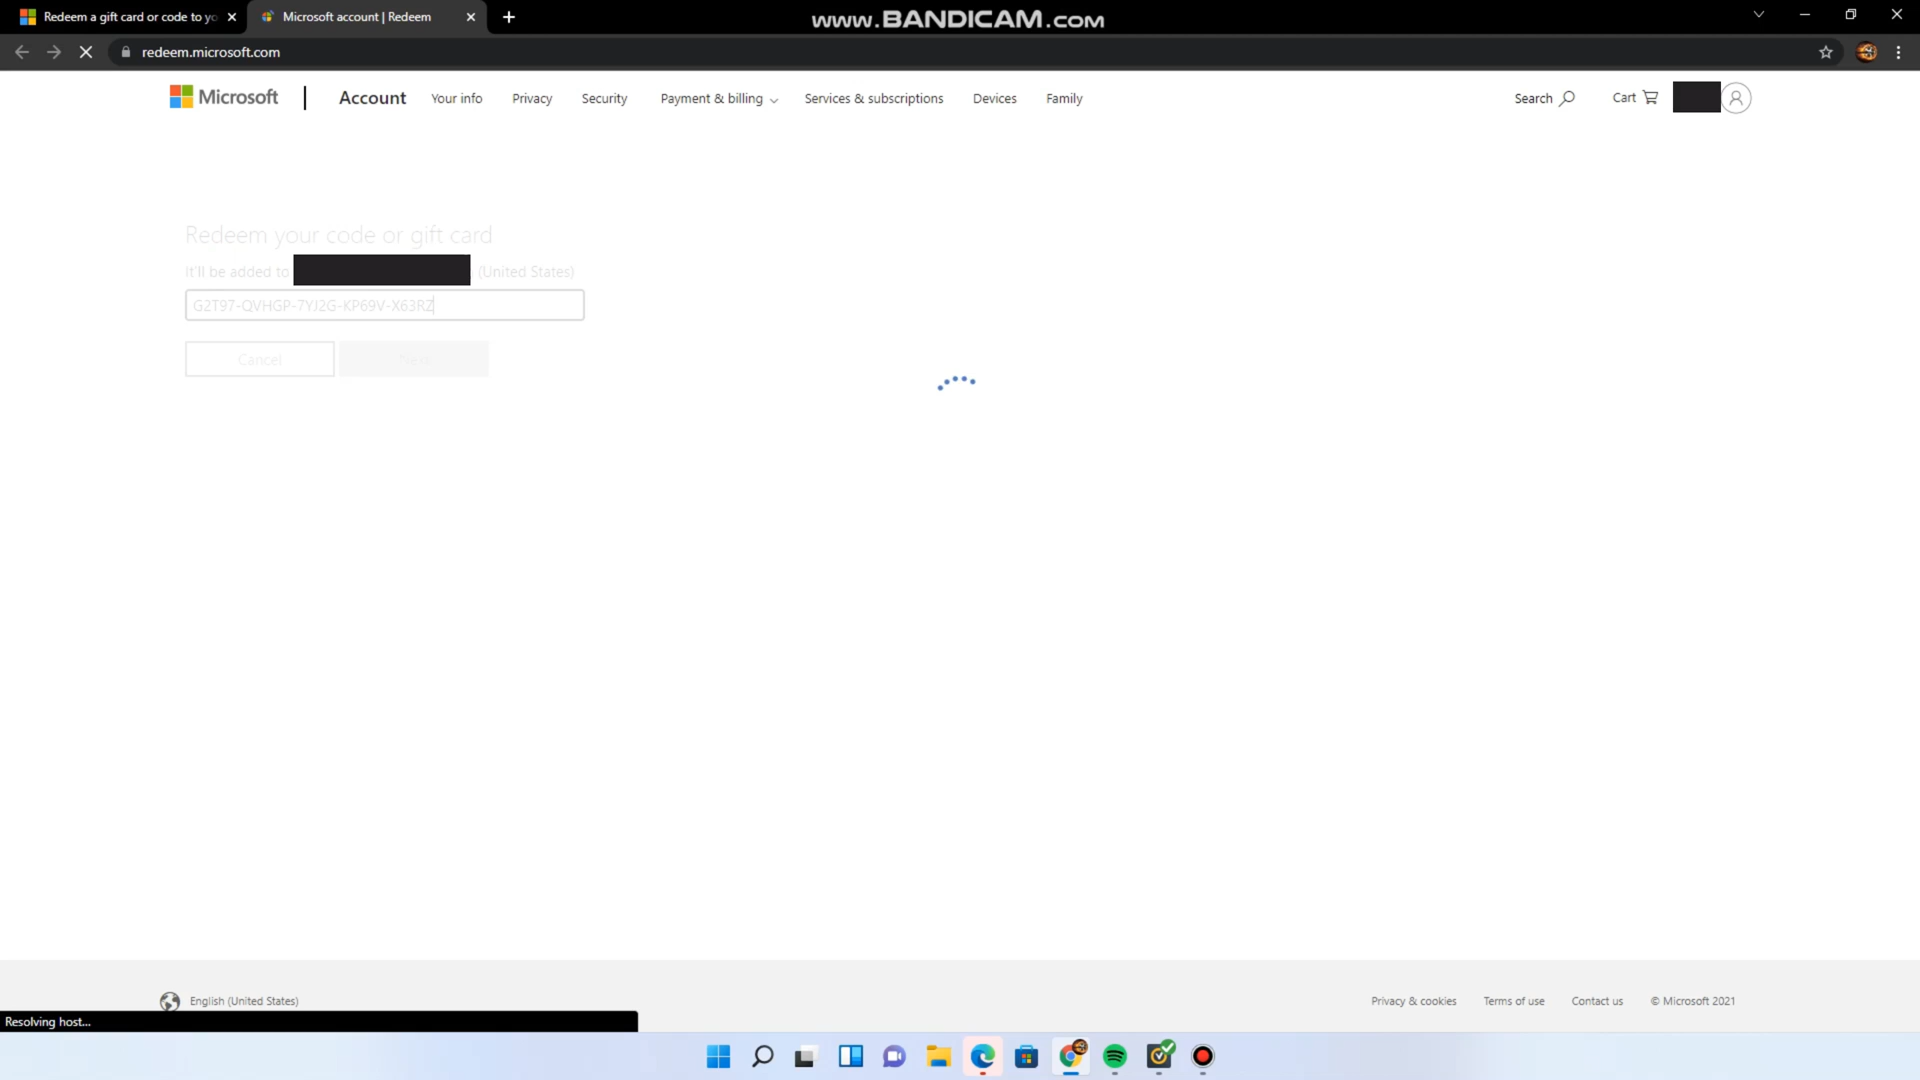 Redeem a gift card or code to yo
Microsoft account | Redeem
www.BANDICAM.com
redeem.microsoft.com
Microsoft
Account
Your info
Privacy
Security
Payment & billing
Services & subscriptions
Devices
Family
Search
Cart
Redeem your code or gift card
It'll be added to
(United States)
G2T97-QVHGP-7YJ2G-KP69V-X63RZ
Cancel
Next
English (United States)
Privacy & cookies
Terms of use
Contact us
© Microsoft 2021
Resolving host...